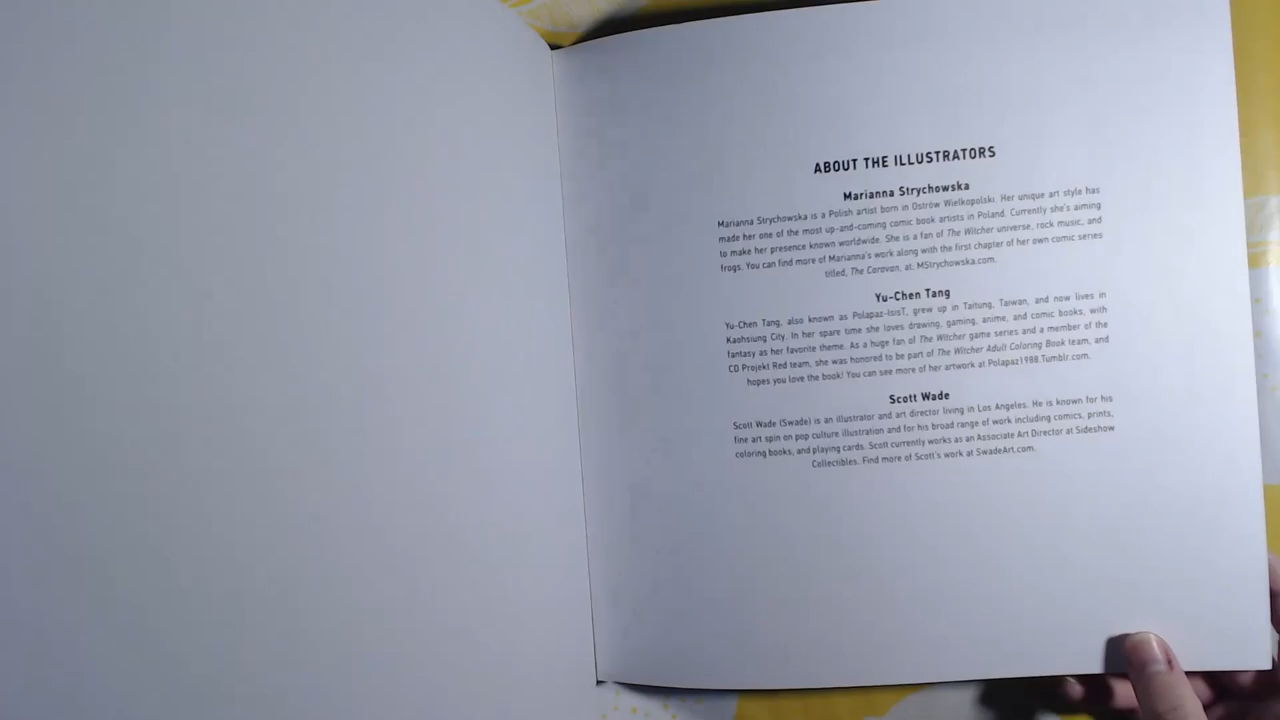 ABOUT THE ILLUSTRATORS
Marianna Strychowska
Marianna Strychowska is a Polish artist born in Ostrów Wielkopolski. Her unique art style has
made her one of the most up-and-coming comic book artists in Poland. Currently she's aiming
to make her presence known worldwide. She is a fan of The Witcher universe, rock music, and
frogs. You can find more of Marianna's work along with the first chapter of her own comic series
titled, The Caravan, at: MStrychowska.com.
Yu-Chen Tang
Yu-Chen Tang, also known as Polapaz-IsisT, grew up in Taitung, Taiwan, and now lives in
Kaohsiung City. In her spare time she loves drawing, gaming, anime, and comic books, with
fantasy as her favorite theme. As a huge fan of The Witcher game series and a member of the
CD Projekt Red team, she was honored to be part of The Witcher Adult Coloring Book team, and
hopes you love the book! You can see more of her artwork at Polapaz1988.Tumblr.com.
Scott Wade
Scott Wade (Swade) is an illustrator and art director living in Los Angeles. He is known for his
fine art spin on pop culture illustration and for his broad range of work including comics, prints,
coloring books, and playing cards. Scott currently works as an Associate Art Director at Sideshow
Collectibles. Find more of Scott's work at SwadeArt.com.